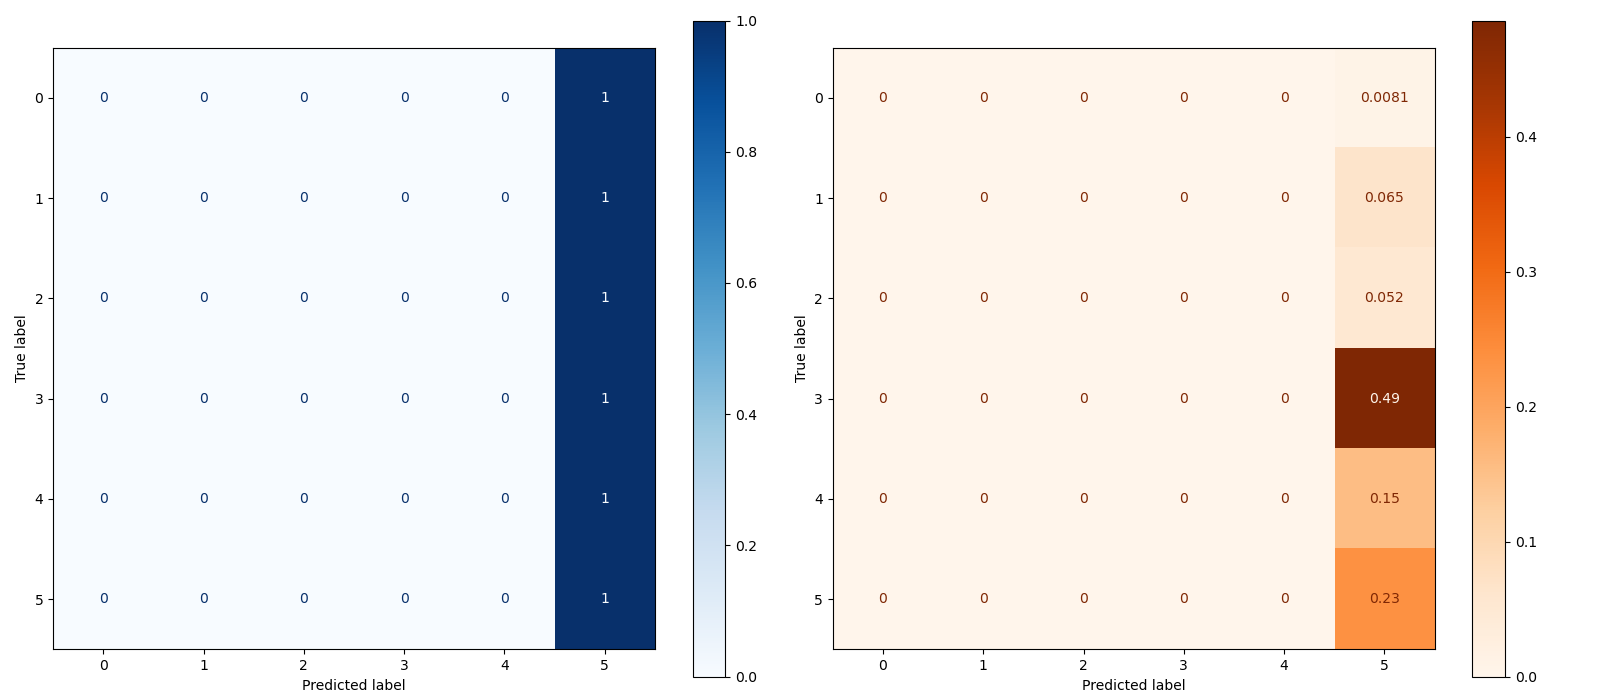 0 0 0 0 0 0 1
1 0 0 0 0 0 1
2 0 0 0 0 0 1
3 0 0 0 0 0 1
4 0 0 0 0 0 1
5 0 0 0 0 0 1
True label
0 1 2 3 4 5
Predicted label
1.0
0.8
0.6
0.4
0.2
0.0
0 0 0 0 0 0 0.0081
1 0 0 0 0 0 0.065
2 0 0 0 0 0 0.052
3 0 0 0 0 0 0.49
4 0 0 0 0 0 0.15
5 0 0 0 0 0 0.23
True label
0 1 2 3 4 5
Predicted label
0.4
0.3
0.2
0.1
0.0